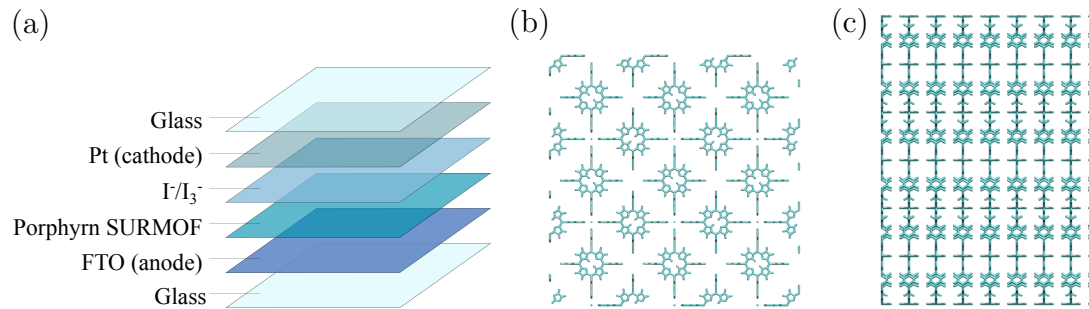 (a)
Glass
Pt (cathode)
I⁻/I₃⁻
Porphyrn SURMOF
FTO (anode)
Glass
(b)
(c)